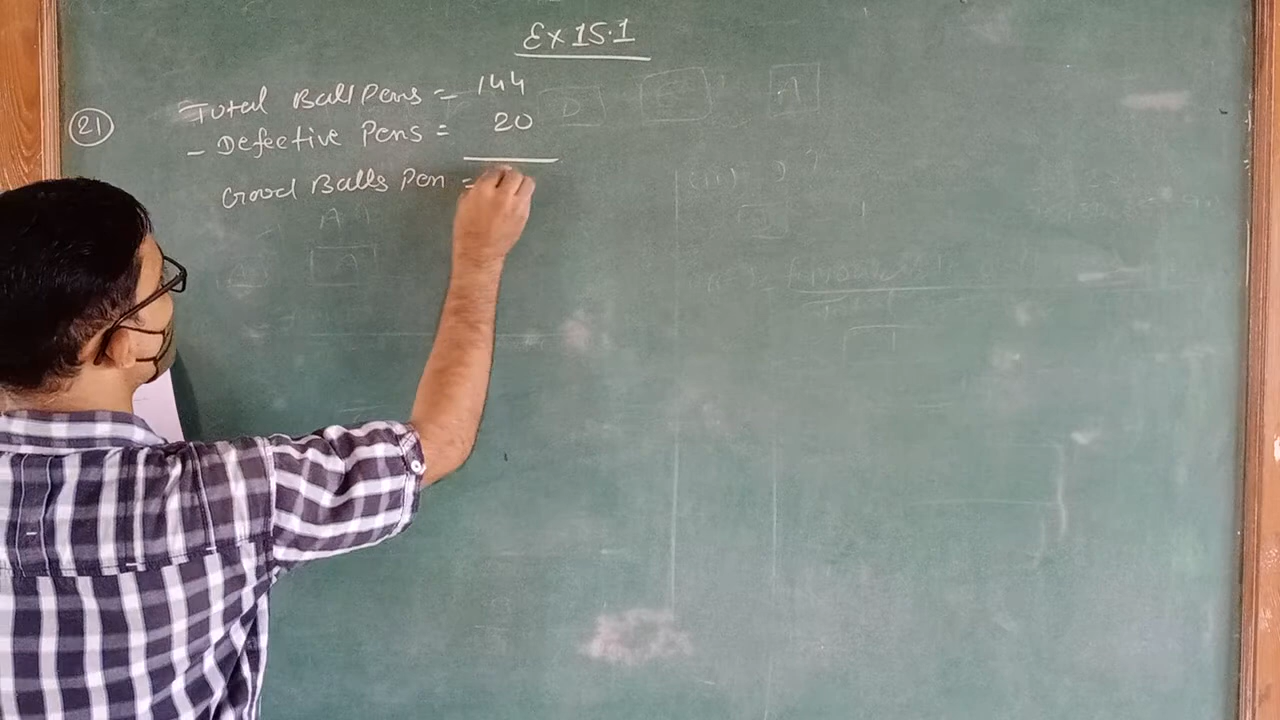 Ex 15.1
21
Total Ball Pens = 144
- Defective Pens = 20
Good Balls Pen =